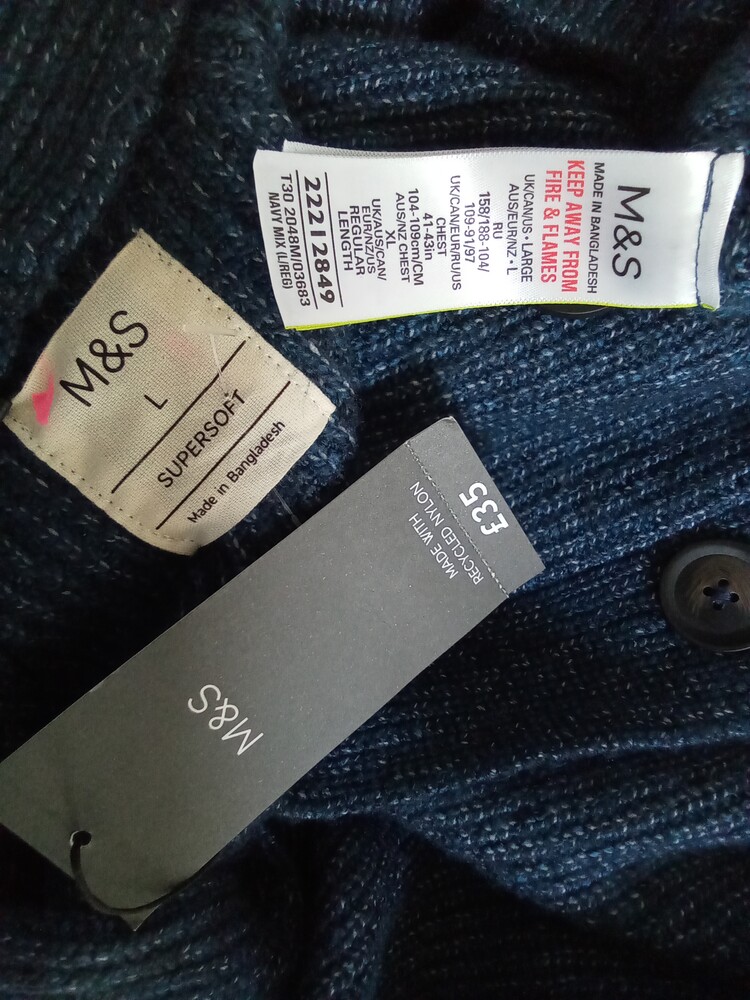 M&S
MADE IN BANGLADESH
KEEP AWAY FROM
FIRE & FLAMES
UK/CAN/US • LARGE
AUS/EUR/NZ • L
RU
158/188-104/
109-91/97
UK/CAN/EUR/RU/US
CHEST
41-43in
104-109cm/CM
AUS/NZ CHEST
XL
UK/AUS/CAN/
EUR/NZ/US
REGULAR
LENGTH
22212849
T30 2048M/03683
NAVY MIX (L/REG)
M&S
L
SUPERSOFT
Made in Bangladesh
£35
MADE WITH
RECYCLED NYLON
M&S